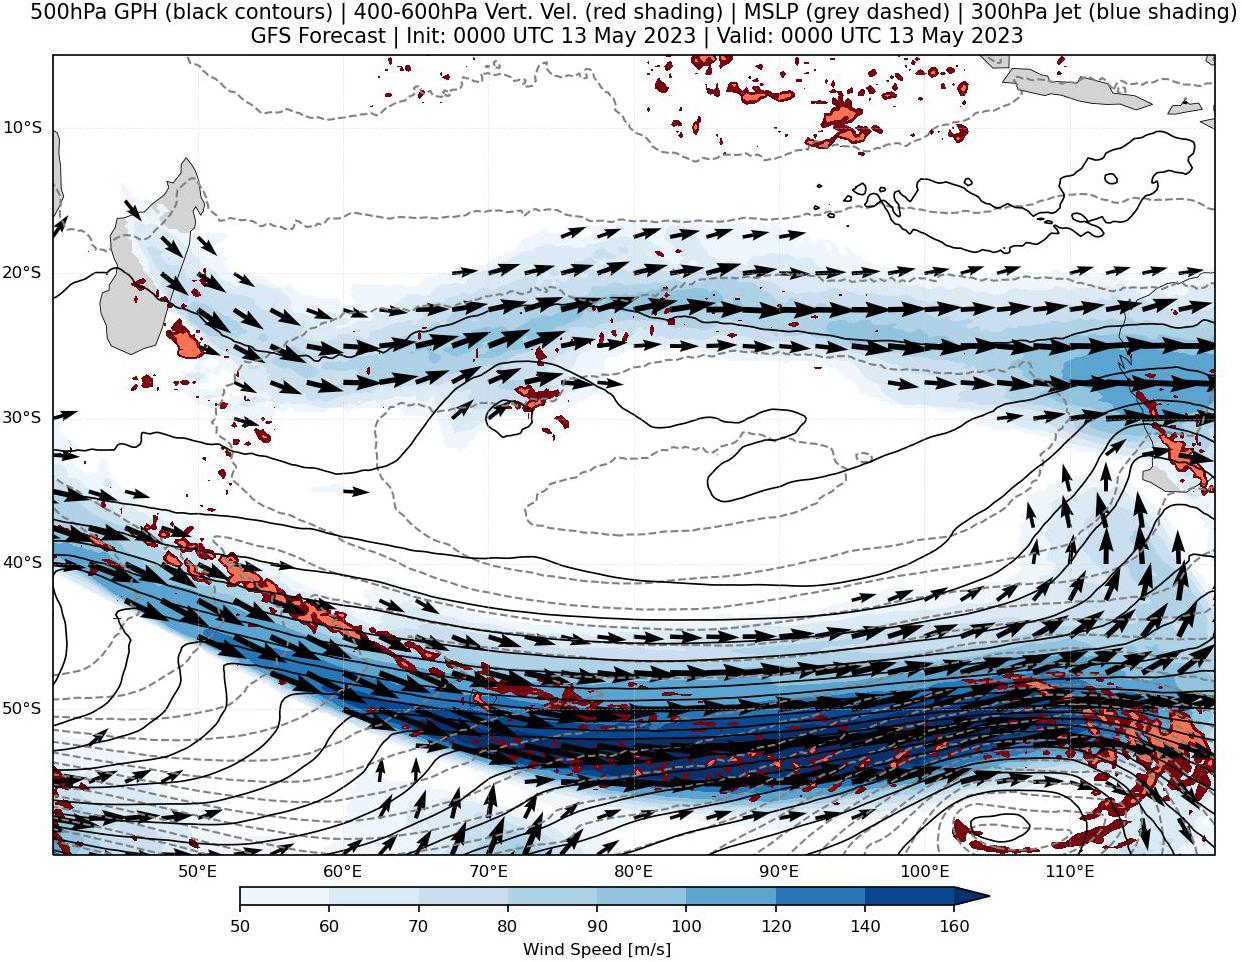 500hPa GPH (black contours) | 400-600hPa Vert. Vel. (red shading) | MSLP (grey dashed) | 300hPa Jet (blue shading)
GFS Forecast | Init: 0000 UTC 13 May 2023 | Valid: 0000 UTC 13 May 2023
10°S
20°S
30°S
40°S
50°S
50°E 60°E 70°E 80°E 90°E 100°E 110°E
50 60 70 80 90 100 120 140 160
Wind Speed [m/s]